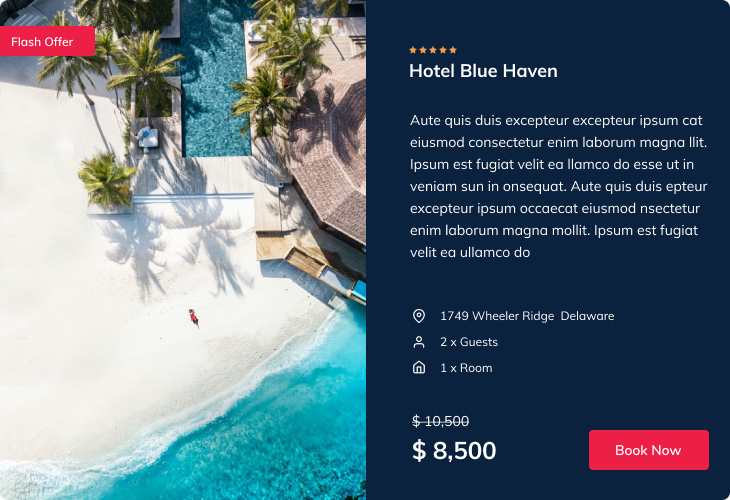 Flash Offer
Hotel Blue Haven
Aute quis duis excepteur excepteur ipsum cat
eiusmod consectetur enim laborum magna llit.
Ipsum est fugiat velit ea llamco do esse ut in
veniam sun in onsequat. Aute quis duis epteur
excepteur ipsum occaecat eiusmod nsectetur
enim laborum magna mollit. Ipsum est fugiat
velit ea ullamco do
1749 Wheeler Ridge  Delaware
2 x Guests
1 x Room
$ 10,500
$ 8,500
Book Now